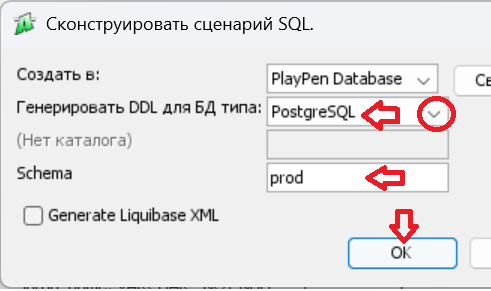 Сконструировать сценарий SQL.
Создать в: PlayPen Database Св
Генерировать DDL для БД типа: PostgreSQL
(Нет каталога)
Schema prod
Generate Liquibase XML
OK